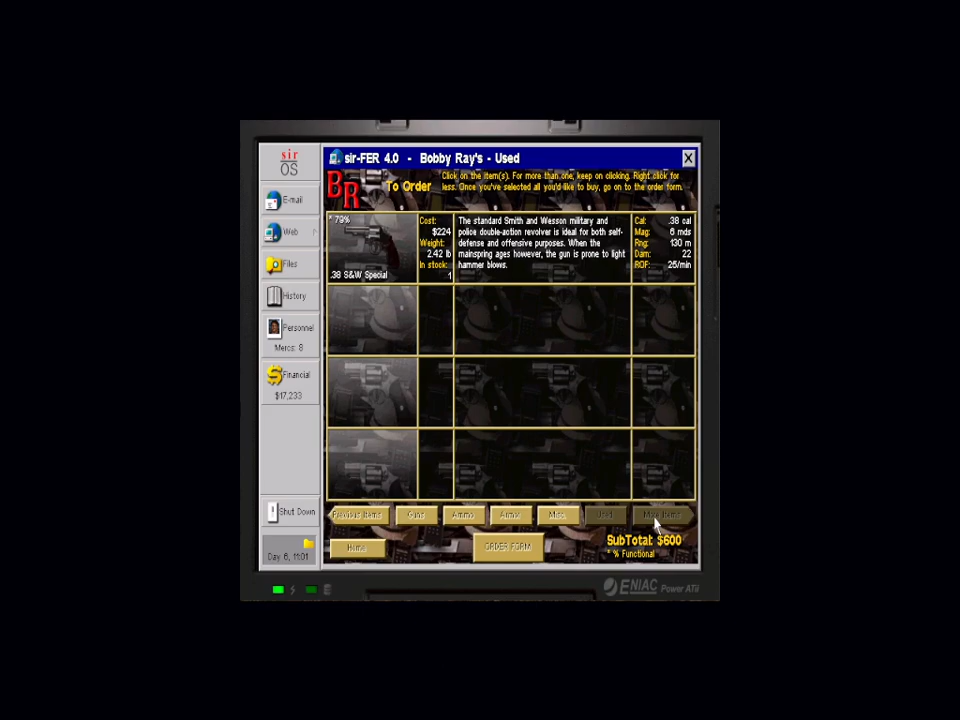 sir
OS
sir-FER 4.0 - Bobby Ray's - Used
X
E-mail
Web
Files
History
Personnel
Mercs: 8
Financial
$17,233
Shut Down
Day 6, 11:01
BR
To Order
Click on the item(s). For more than one, keep on clicking. Right click for
less. Once you've selected all you'd like to buy, go on to the order form.
* 79%
.38 S&W Special
Cost:
$224
Weight:
2.42 lb
In stock:
1
The standard Smith and Wesson military and
police double-action revolver is ideal for both self-
defense and offensive purposes. When the
mainspring ages however, the gun is prone to light
hammer blows.
Cal: .38 cal
Mag: 6 rnds
Rng: 130 m
Dam: 22
ROF: 25/min
Previous Items
Guns
Ammo
Armor
Misc.
Used
More Items
Home
ORDER FORM
SubTotal: $600
* % Functional
ENIAC Power ATII